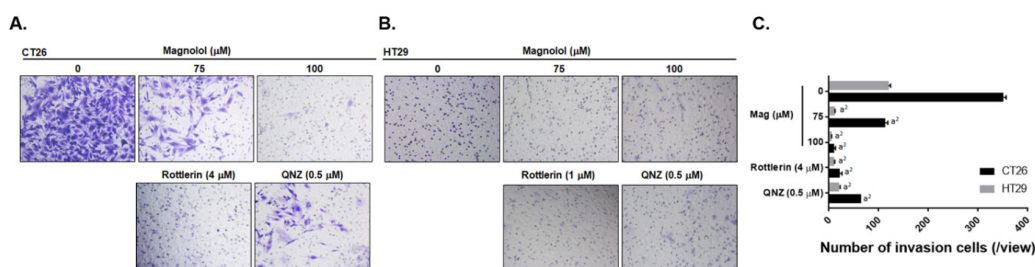 A.
CT26
Magnolol (μM)
0
75
100
Rottlerin (4 μM)
QNZ (0.5 μM)
B.
HT29
Magnolol (μM)
0
75
100
Rottlerin (1 μM)
QNZ (0.5 μM)
C.
Mag (μM)
0
75
100
Rottlerin (4 μM)
QNZ (0.5 μM)
a²
a²
a²
a²
a²
a²
a²
a²
CT26
HT29
0
100
200
300
400
Number of invasion cells (/view)